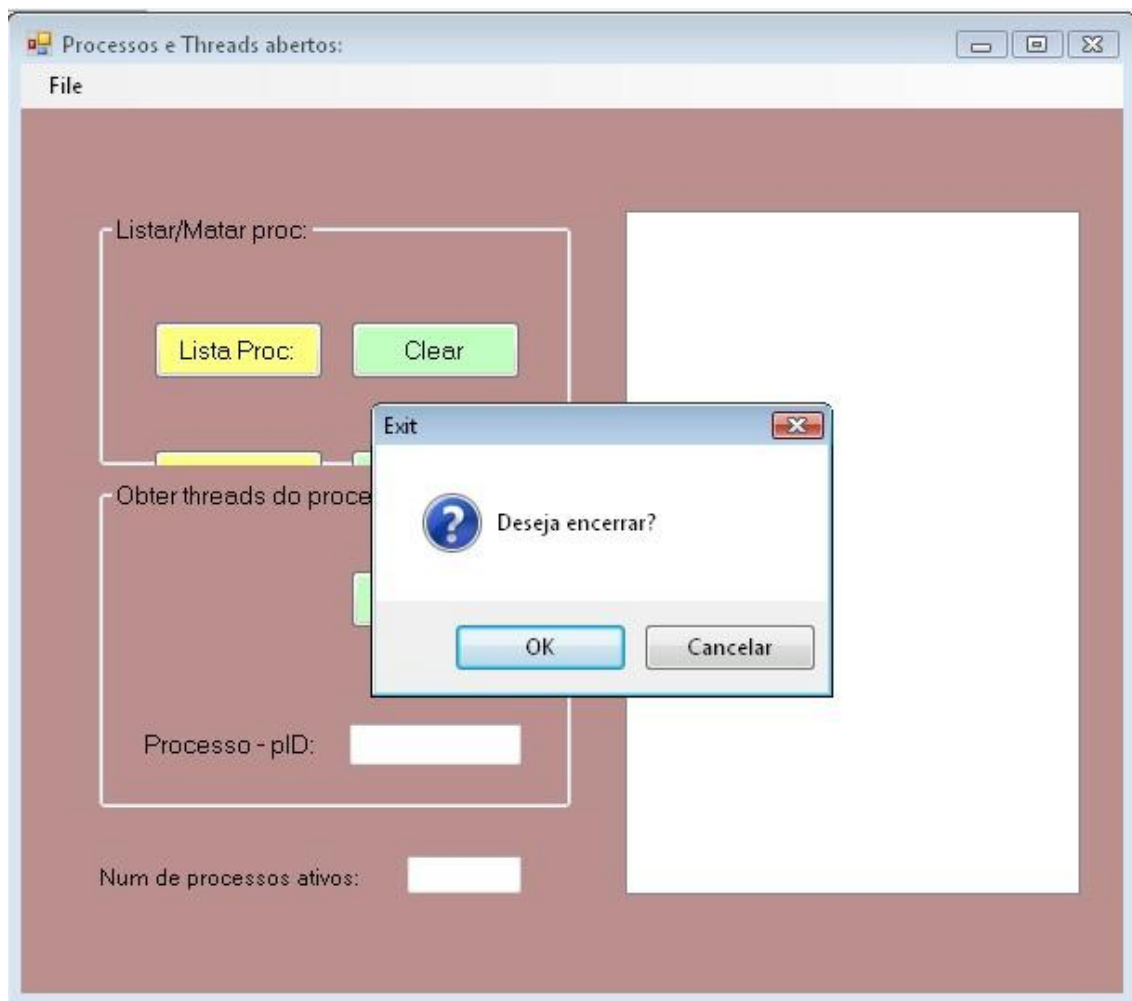 Processos e Threads abertos:
File
Listar/Matar proc:
Lista Proc:
Clear
Exit
Deseja encerrar?
OK
Cancelar
Obter threads do
Processo - pID:
Num de processos ativos: